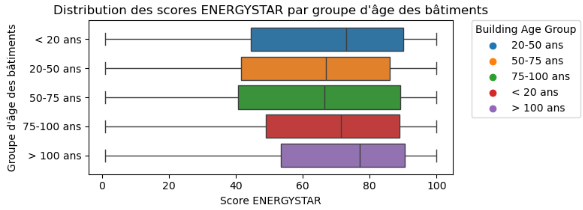 Distribution des scores ENERGYSTAR par groupe d'âge des bâtiments
Groupe d'âge des bâtiments
< 20 ans
20-50 ans
50-75 ans
75-100 ans
> 100 ans
0 20 40 60 80 100
Score ENERGYSTAR
Building Age Group
20-50 ans
50-75 ans
75-100 ans
< 20 ans
> 100 ans